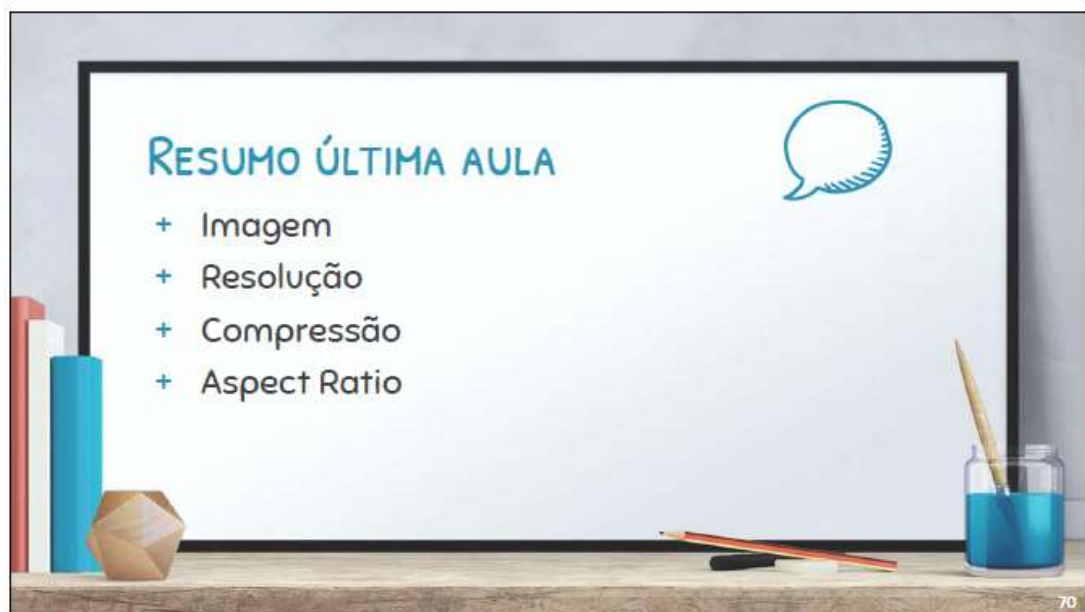 RESUMO ÚLTIMA AULA
+ Imagem
+ Resolução
+ Compressão
+ Aspect Ratio
70